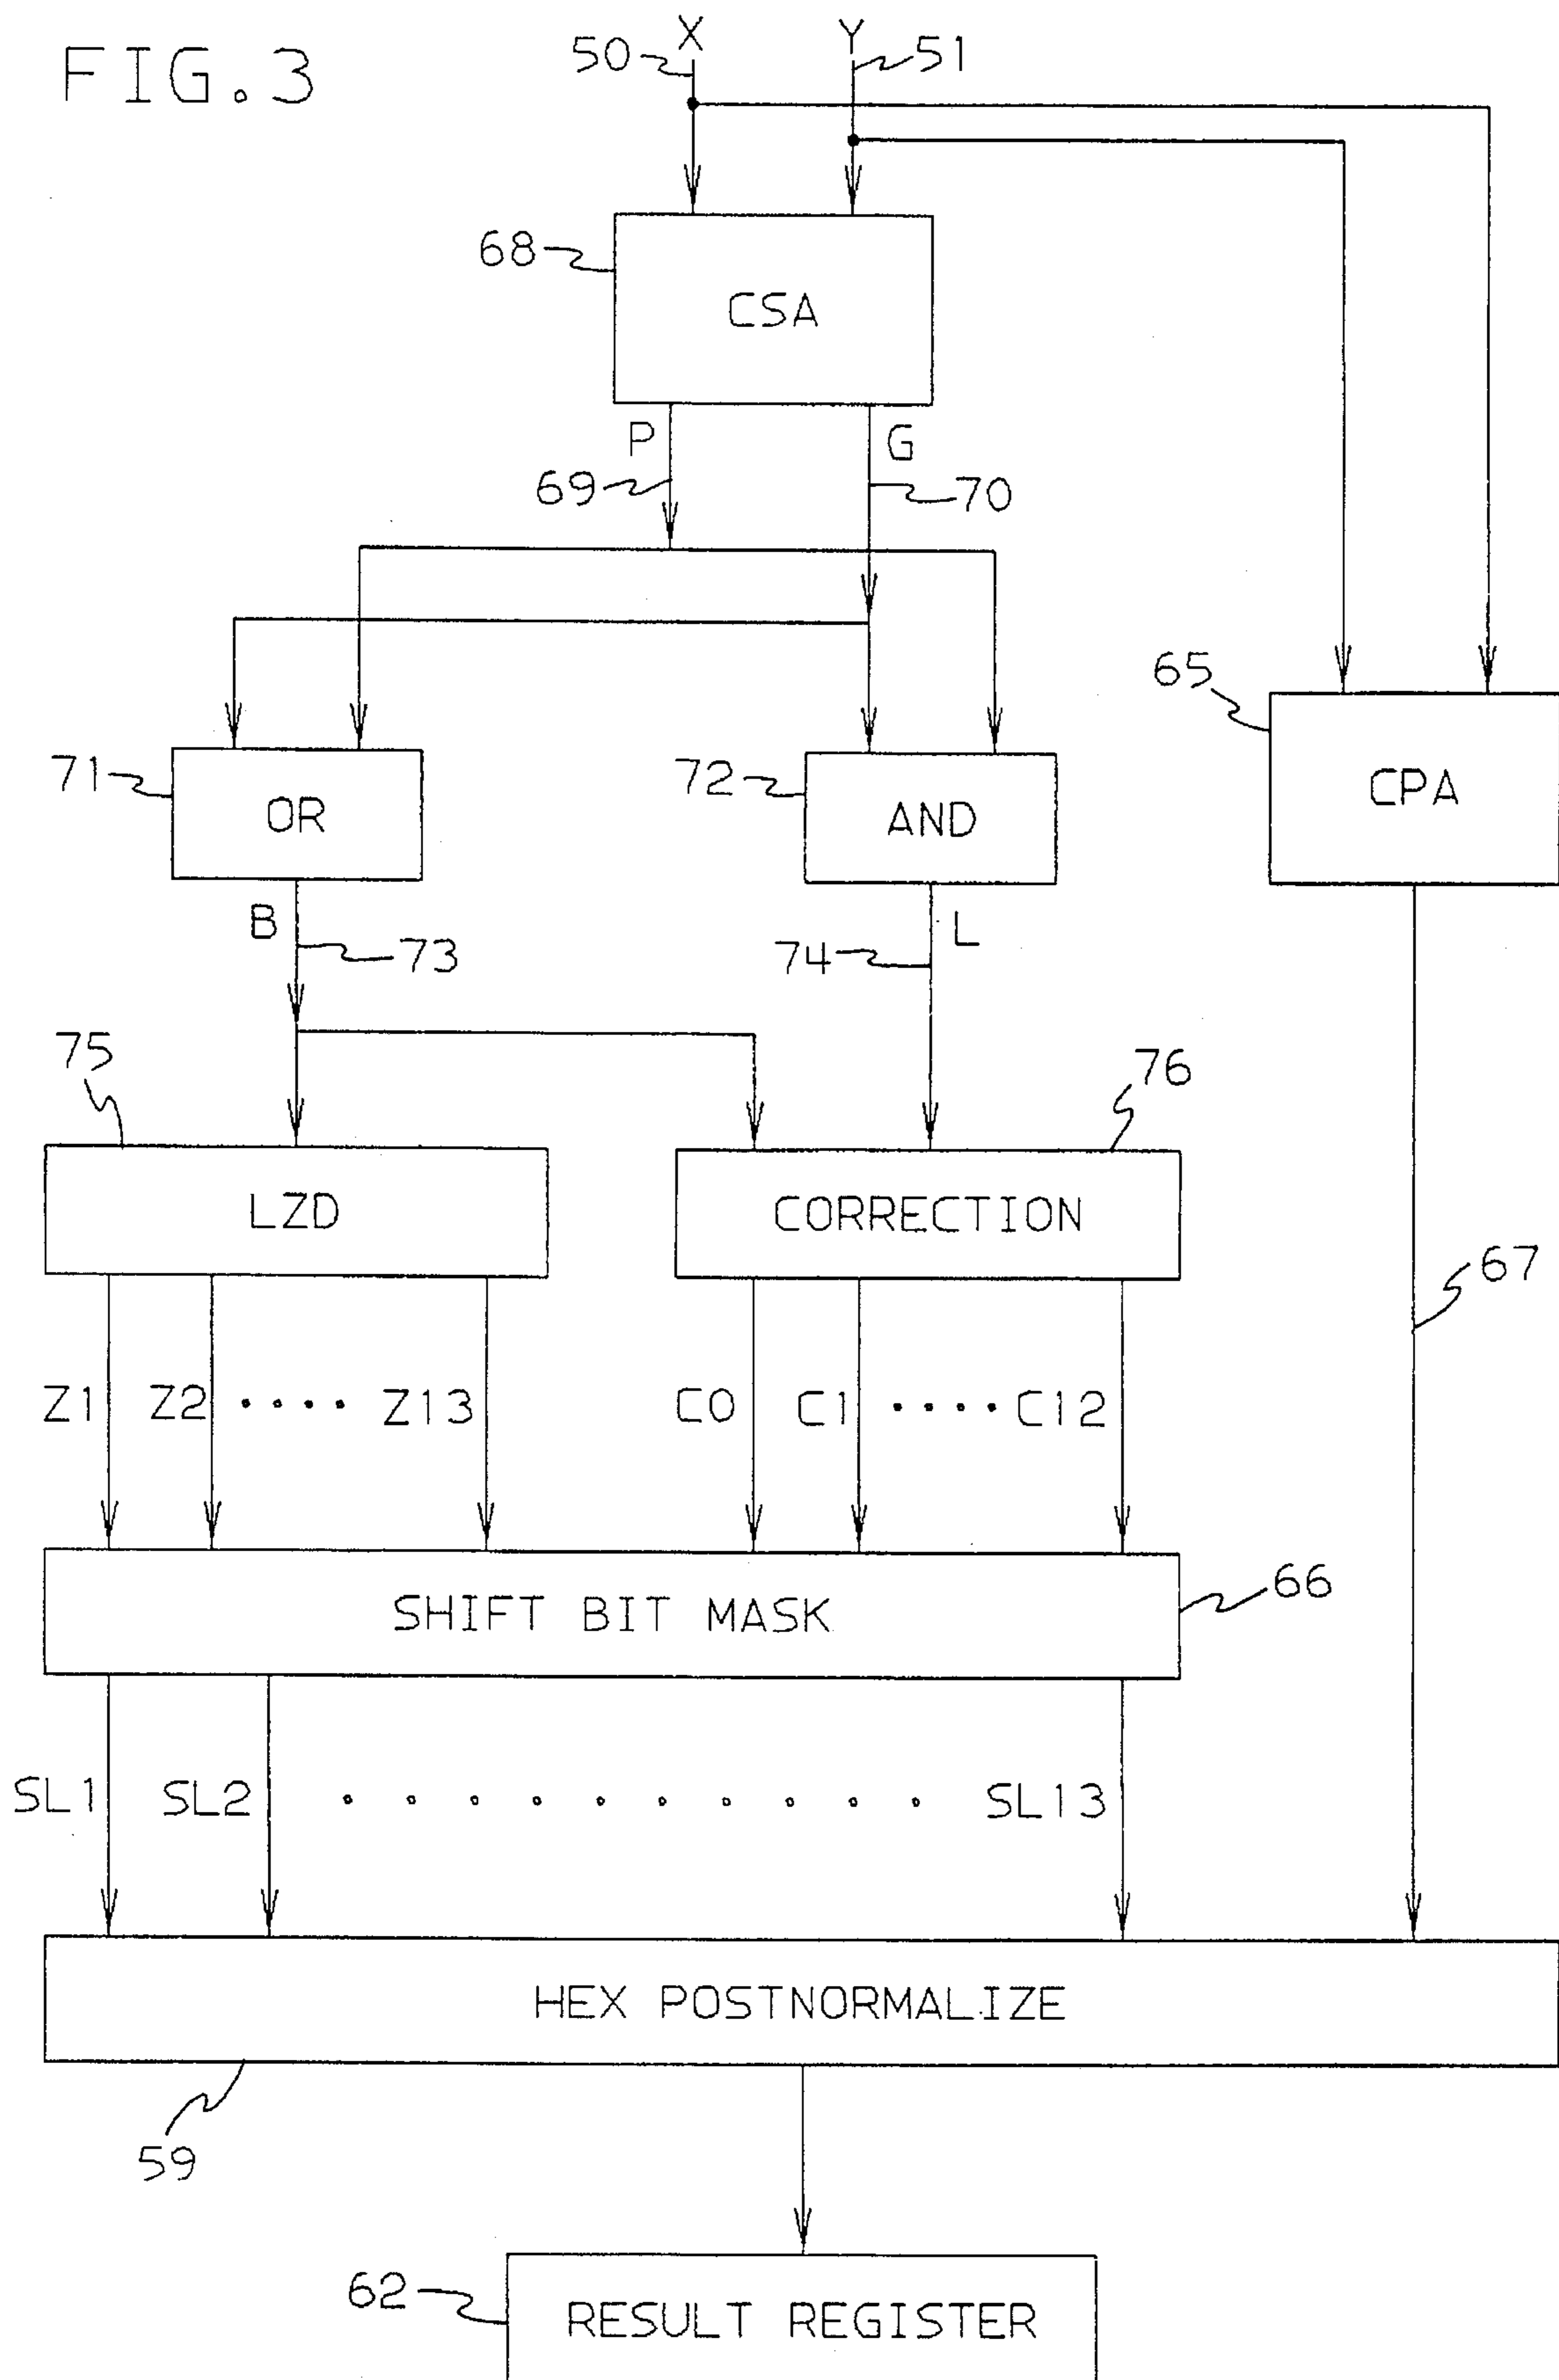 FIG.3
X Y
50 51
68
CSA
P G
69 70
65
71 72
OR AND CPA
B L
73 74
75 76
LZD CORRECTION
67
Z1 Z2 .... Z13 C0 C1 .... C12
66
SHIFT BIT MASK
SL1 SL2 . . . . . . . . . . SL13
HEX POSTNORMALIZE
59
62
RESULT REGISTER